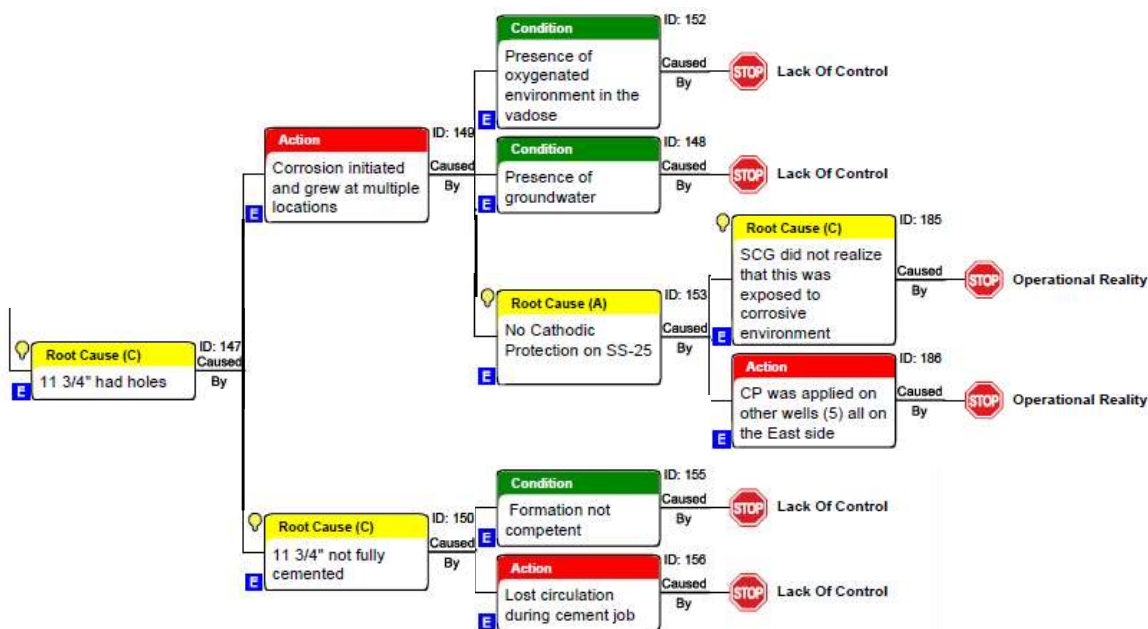 Condition
ID: 152
Presence of
oxygenated
environment in the
vadose
E
Caused
By
STOP
Lack Of Control
Action
ID: 149
Corrosion initiated
and grew at multiple
locations
E
Caused
By
Condition
ID: 148
Presence of
groundwater
E
Caused
By
STOP
Lack Of Control
Root Cause (C)
ID: 185
SCG did not realize
that this was
exposed to
corrosive
environment
E
Caused
By
STOP
Operational Reality
Root Cause (A)
ID: 153
No Cathodic
Protection on SS-25
E
Caused
By
Root Cause (C)
ID: 147
11 3/4" had holes
E
Caused
By
Action
ID: 186
CP was applied on
other wells (5) all on
the East side
E
Caused
By
STOP
Operational Reality
Condition
ID: 155
Formation not
competent
E
Caused
By
STOP
Lack Of Control
Root Cause (C)
ID: 150
11 3/4" not fully
cemented
E
Caused
By
Action
ID: 156
Lost circulation
during cement job
E
Caused
By
STOP
Lack Of Control